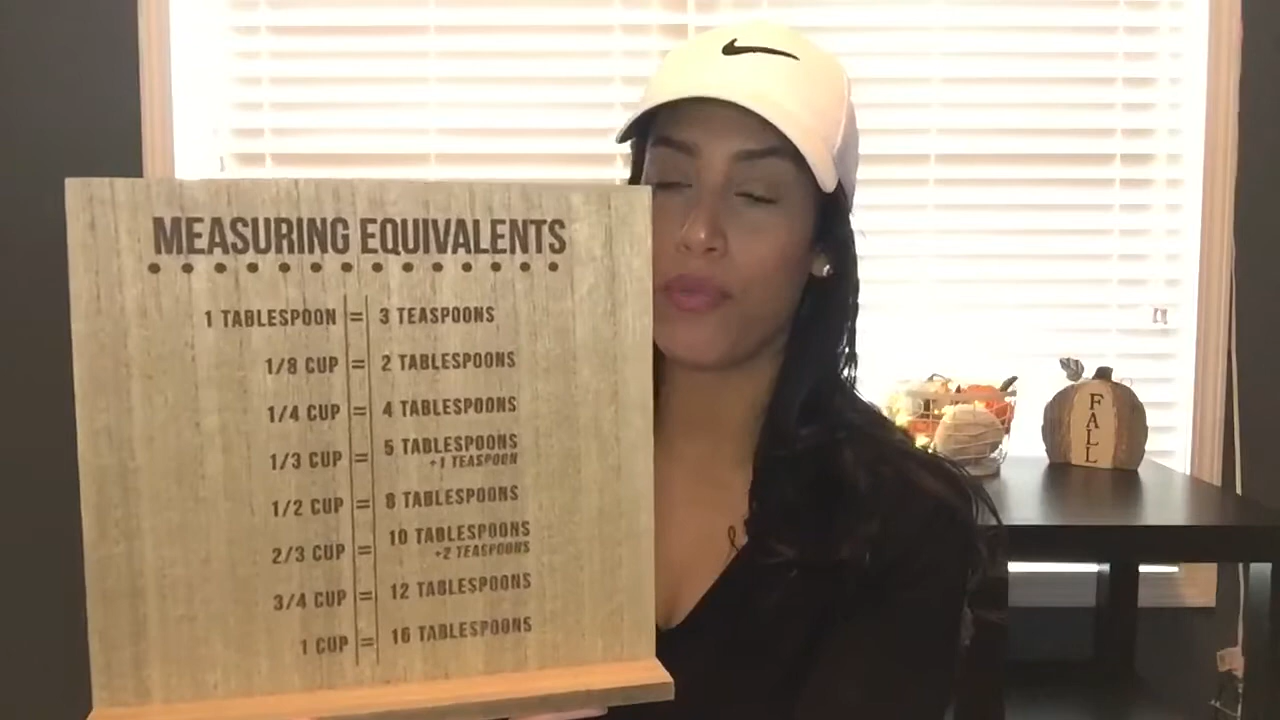 MEASURING EQUIVALENTS
1 TABLESPOON = 3 TEASPOONS
1/8 CUP = 2 TABLESPOONS
1/4 CUP = 4 TABLESPOONS
1/3 CUP = 5 TABLESPOONS
+1 TEASPOON
1/2 CUP = 8 TABLESPOONS
2/3 CUP = 10 TABLESPOONS
+2 TEASPOONS
3/4 CUP = 12 TABLESPOONS
1 CUP = 16 TABLESPOONS
FALL